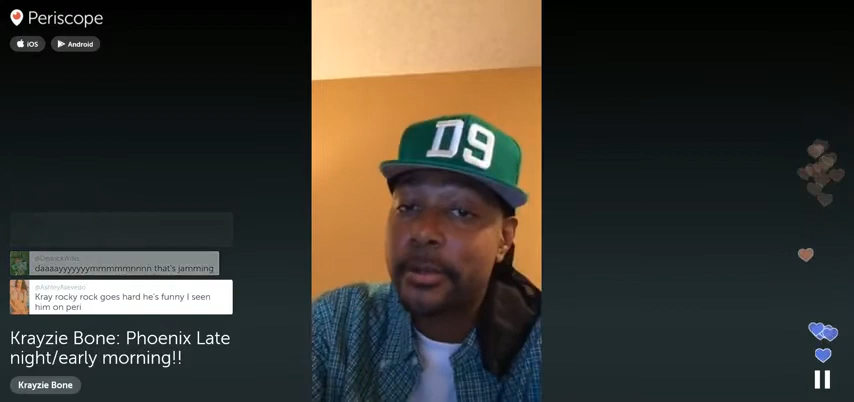 Periscope
iOS
Android
D9
daaaayyyyyyymmmmmnnnn that's jamming
@AshleyAsevedo
Kray rocky rock goes hard he's funny I seen
him on peri
Krayzie Bone: Phoenix Late
night/early morning!!
Krayzie Bone